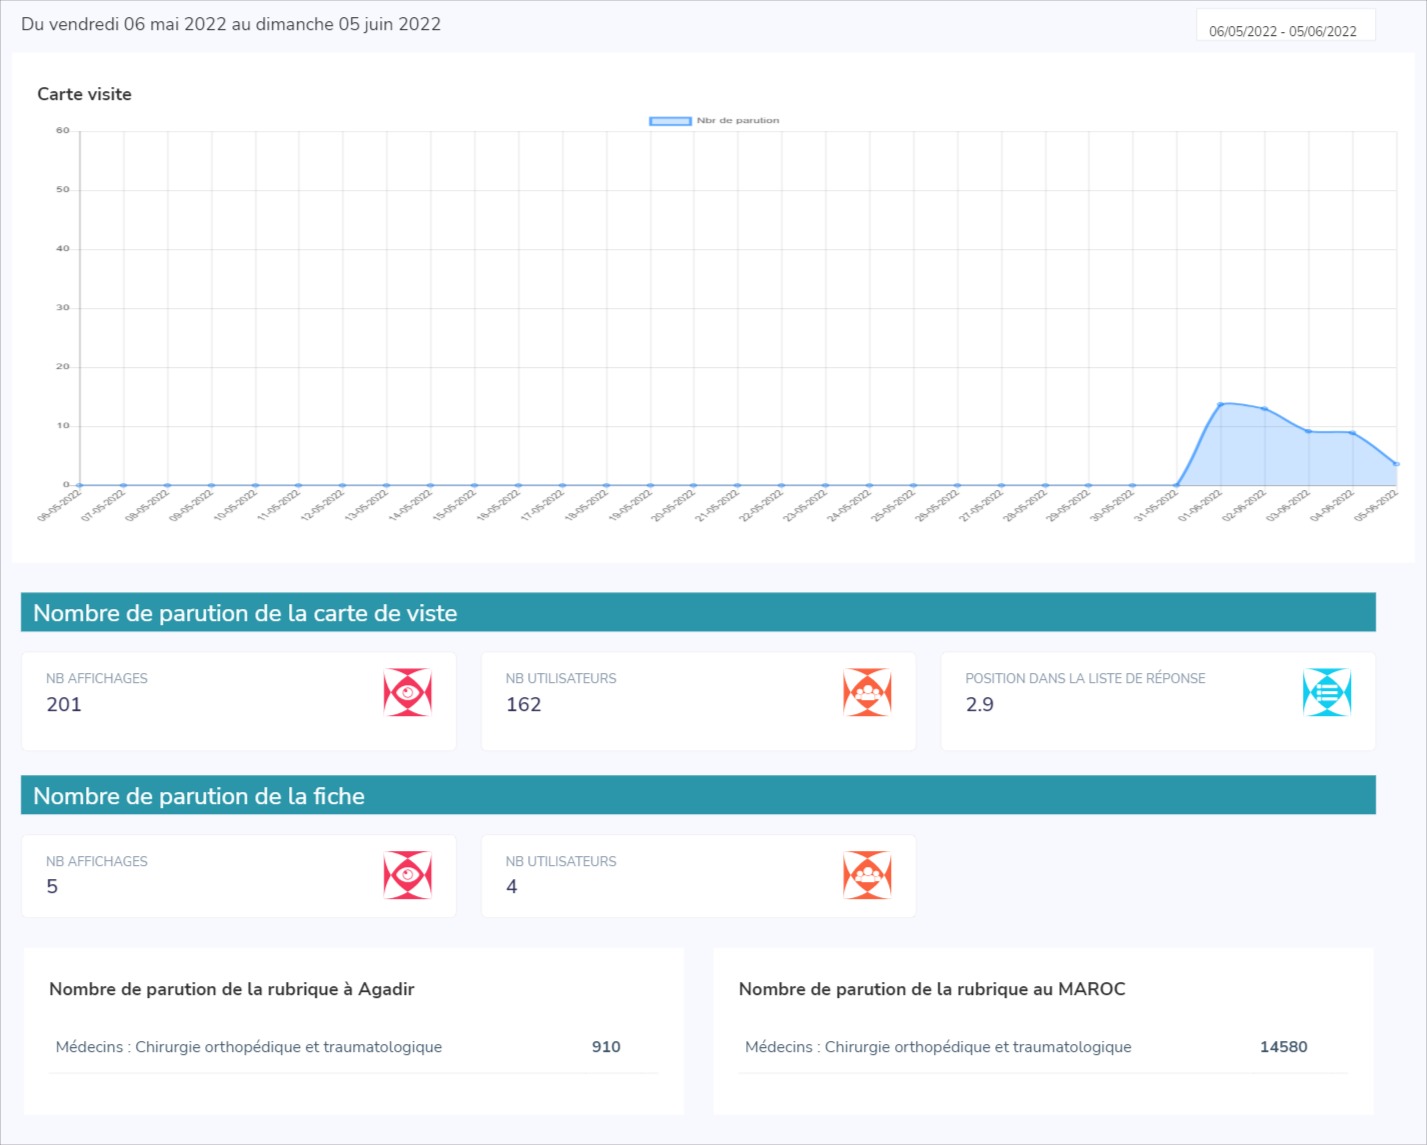 Du vendredi 06 mai 2022 au dimanche 05 juin 2022
06/05/2022 - 05/06/2022
Carte visite
Nbr de parution
60
50
40
30
20
10
0
06-05-2022 07-05-2022 08-05-2022 09-05-2022 10-05-2022 11-05-2022 12-05-2022 13-05-2022 14-05-2022 15-05-2022 16-05-2022 17-05-2022 18-05-2022 19-05-2022 20-05-2022 21-05-2022 22-05-2022 23-05-2022 24-05-2022 25-05-2022 26-05-2022 27-05-2022 28-05-2022 29-05-2022 30-05-2022 31-05-2022 01-06-2022 02-06-2022 03-06-2022 04-06-2022 05-06-2022
Nombre de parution de la carte de viste
NB AFFICHAGES
201
NB UTILISATEURS
162
POSITION DANS LA LISTE DE RÉPONSE
2.9
Nombre de parution de la fiche
NB AFFICHAGES
5
NB UTILISATEURS
4
Nombre de parution de la rubrique à Agadir
Médecins : Chirurgie orthopédique et traumatologique 910
Nombre de parution de la rubrique au MAROC
Médecins : Chirurgie orthopédique et traumatologique 14580